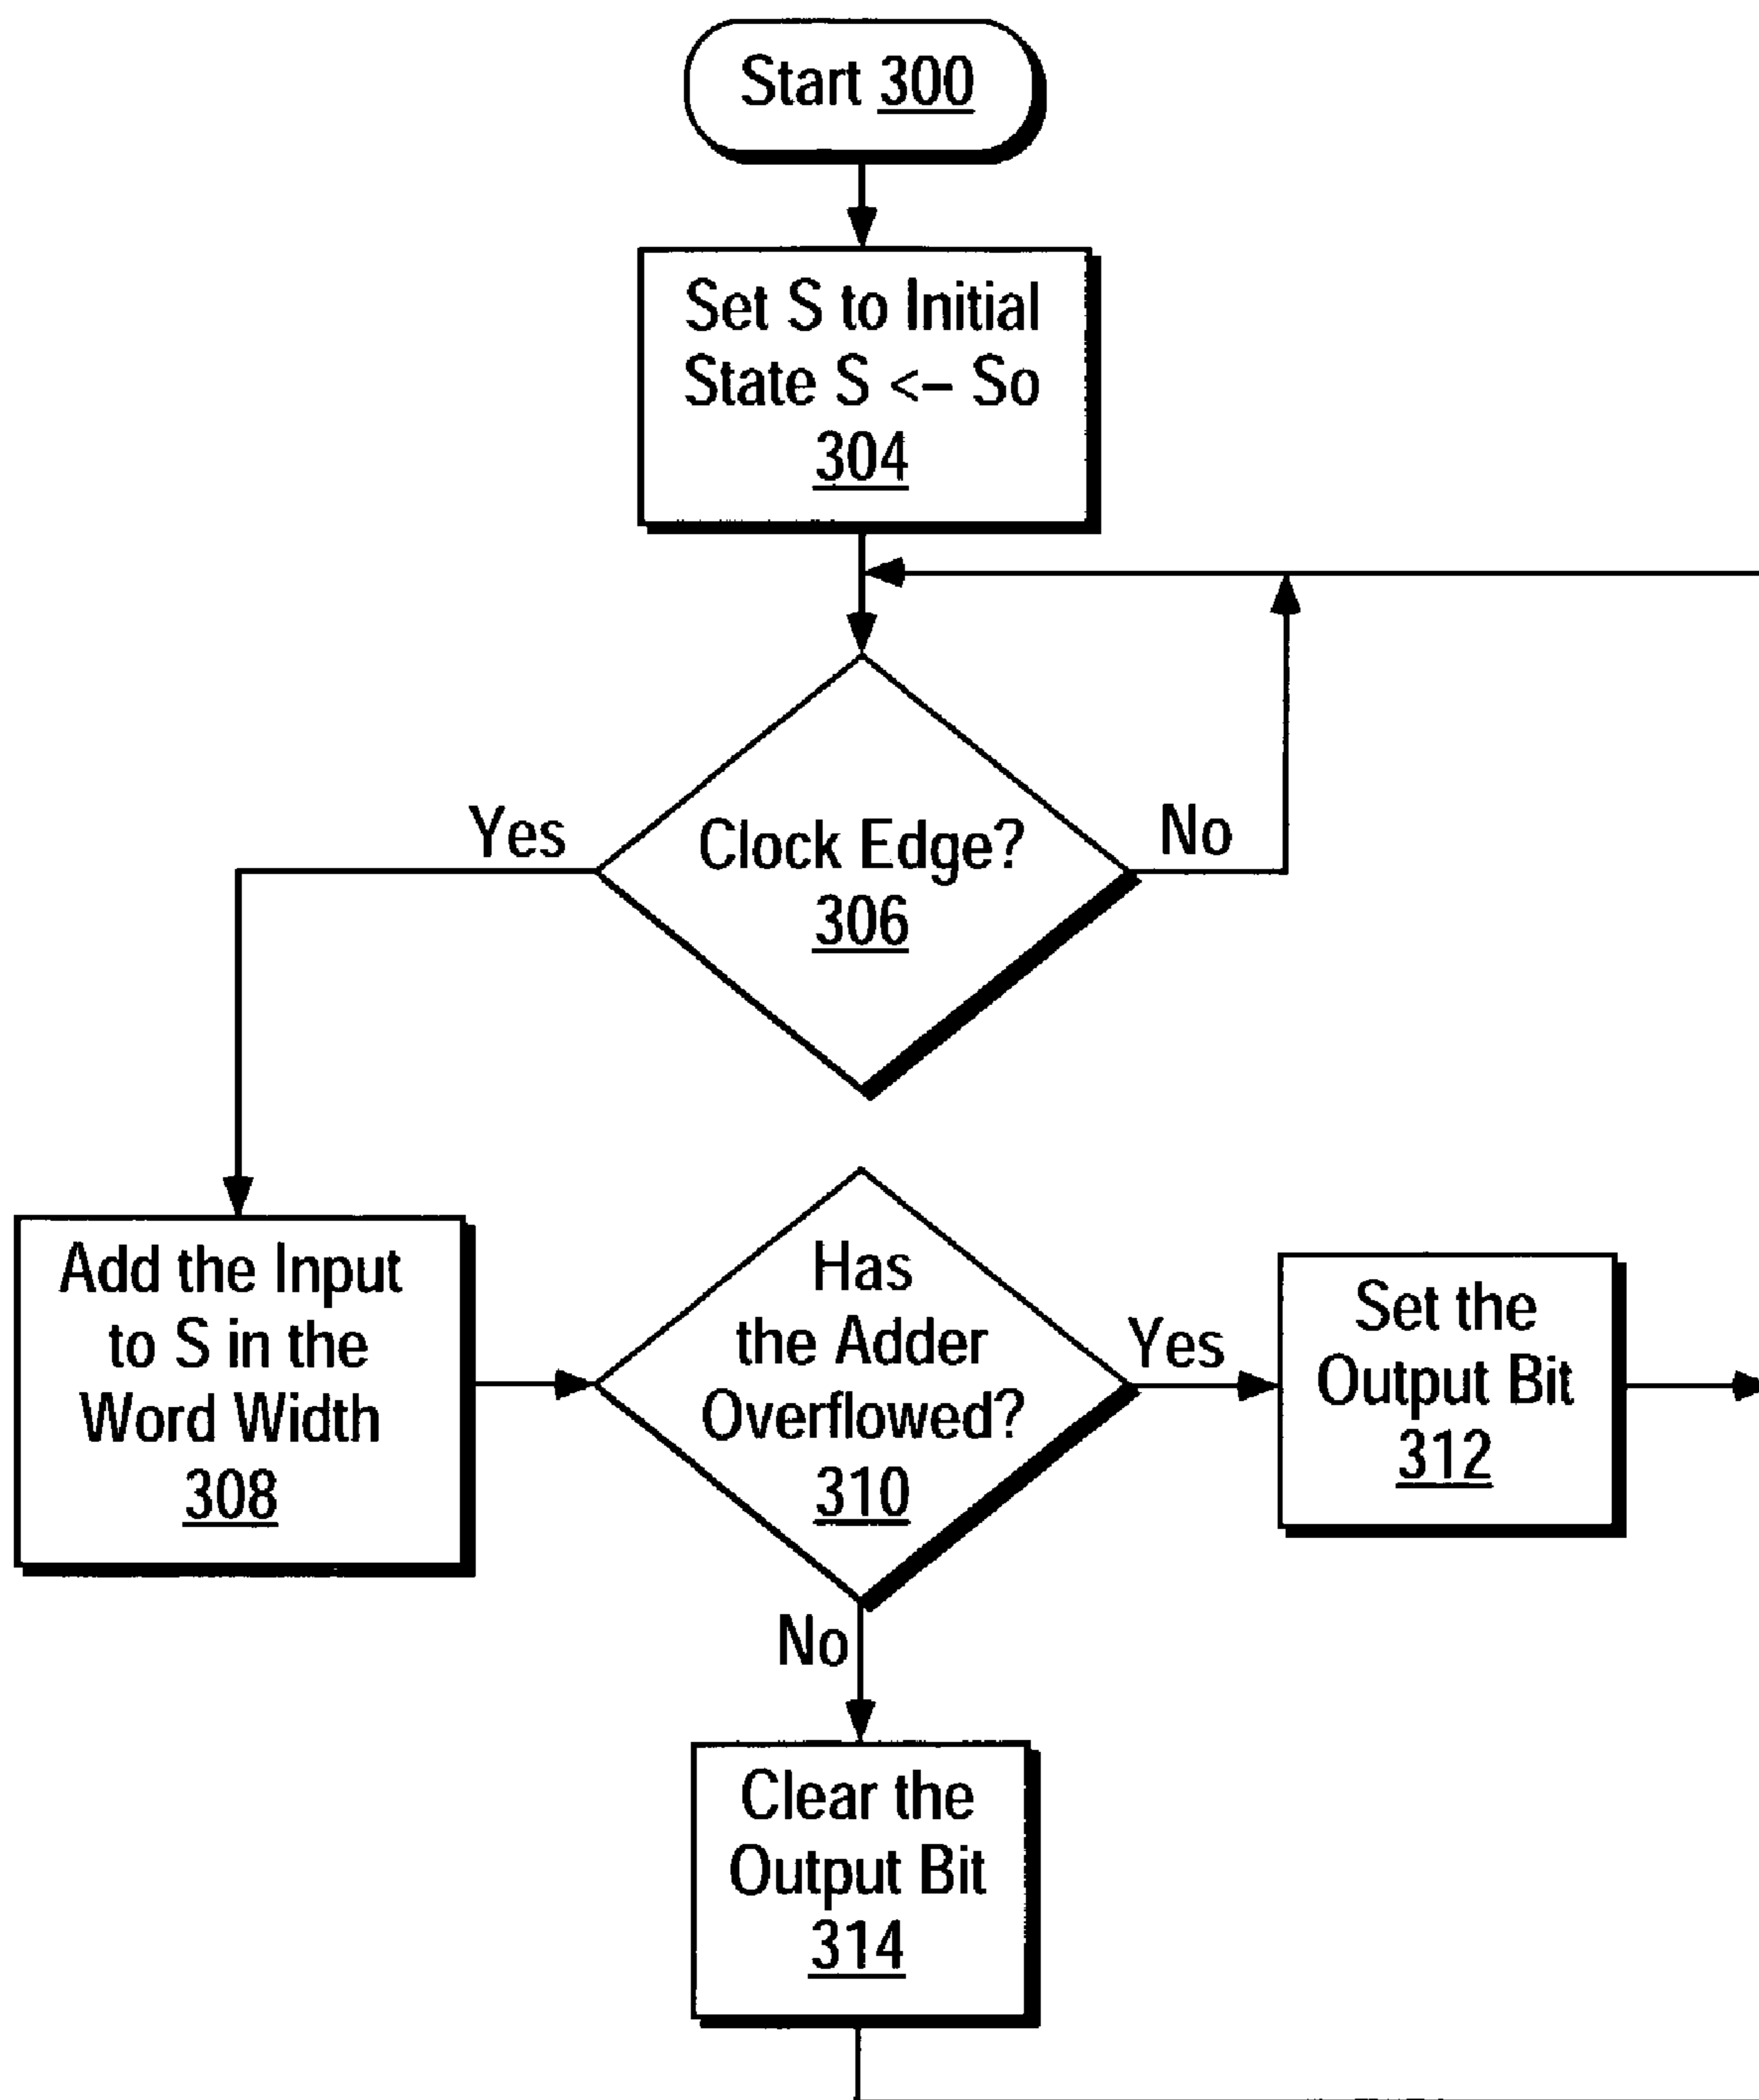 Start 300
Set S to Initial
State S <– So
304
Clock Edge?
306
Yes
No
Add the Input
to S in the
Word Width
308
Has
the Adder
Overflowed?
310
Yes
No
Set the
Output Bit
312
Clear the
Output Bit
314